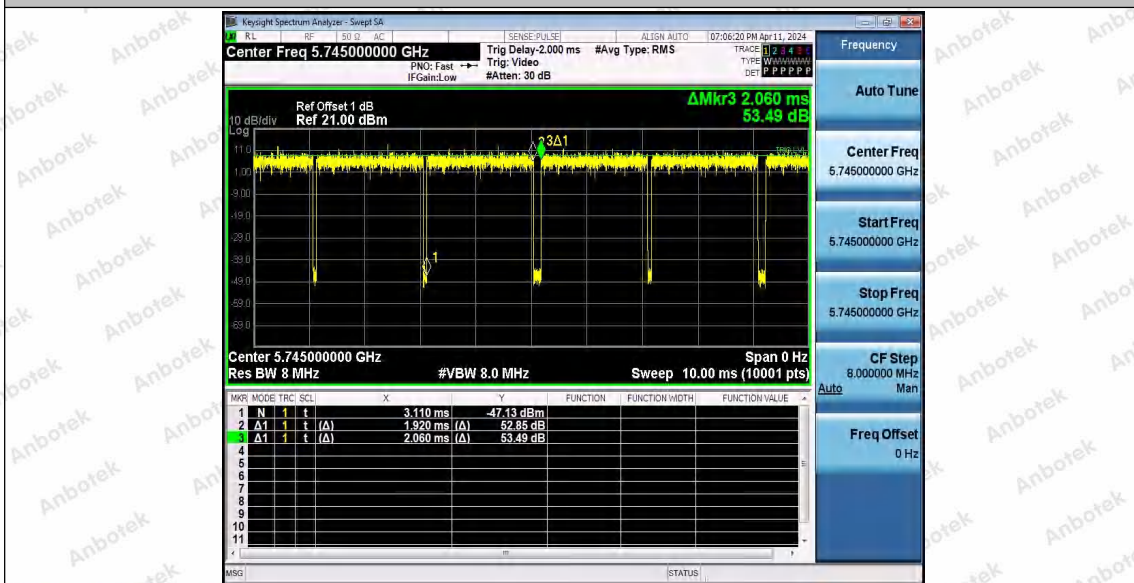 Keysight Spectrum Analyzer - Swept SA
RL RF 50 Ω AC SENSE:PULSE ALIGN AUTO 07:06:20 PM Apr 11, 2024
Center Freq 5.745000000 GHz
Trig Delay-2.000 ms #Avg Type: RMS
TRACE 1 2 3 4 5 6
PNO: Fast Trig: Video
TYPE WWWWWW
IFGain:Low #Atten: 30 dB
DET P P P P P P
Frequency
Auto Tune
ΔMkr3 2.060 ms
53.49 dB
Ref Offset 1 dB
10 dB/div Ref 21.00 dBm
Log
3Δ1
11.0
1.00
-9.00
-19.0
-29.0
-39.0
-49.0
-59.0
-69.0
1
Center Freq
5.745000000 GHz
Start Freq
5.745000000 GHz
Stop Freq
5.745000000 GHz
CF Step
8.000000 MHz
Auto Man
Freq Offset
0 Hz
Center 5.745000000 GHz Span 0 Hz
Res BW 8 MHz #VBW 8.0 MHz Sweep 10.00 ms (10001 pts)
MKR MODE TRC SCL X Y FUNCTION FUNCTION WIDTH FUNCTION VALUE
1 N 1 t 3.110 ms -47.13 dBm
2 Δ1 1 t (Δ) 1.920 ms (Δ) 52.85 dB
3 Δ1 1 t (Δ) 2.060 ms (Δ) 53.49 dB
4
5
6
7
8
9
10
11
MSG STATUS
Anbotek